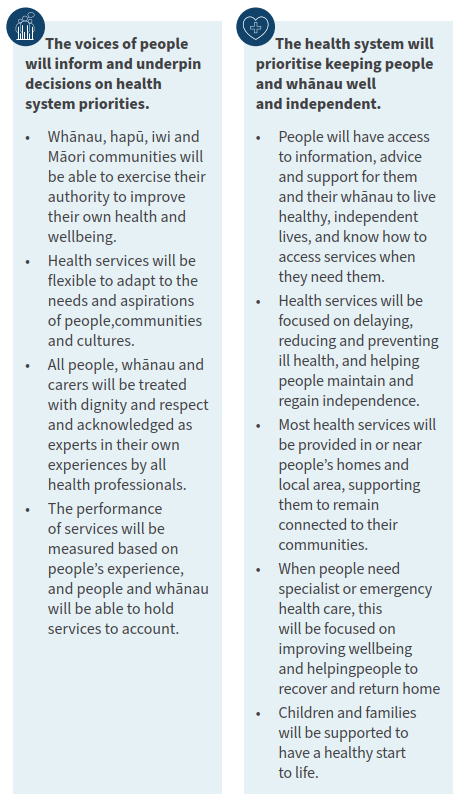 The voices of people
will inform and underpin
decisions on health
system priorities.
• Whānau, hapū, iwi and
Māori communities will
be able to exercise their
authority to improve
their own health and
wellbeing.
• Health services will be
flexible to adapt to the
needs and aspirations
of people,communities
and cultures.
• All people, whānau and
carers will be treated
with dignity and respect
and acknowledged as
experts in their own
experiences by all
health professionals.
• The performance
of services will be
measured based on
people’s experience,
and people and whānau
will be able to hold
services to account.
The health system will
prioritise keeping people
and whānau well
and independent.
• People will have access
to information, advice
and support for them
and their whānau to live
healthy, independent
lives, and know how to
access services when
they need them.
• Health services will be
focused on delaying,
reducing and preventing
ill health, and helping
people maintain and
regain independence.
• Most health services will
be provided in or near
people’s homes and
local area, supporting
them to remain
connected to their
communities.
• When people need
specialist or emergency
health care, this
will be focused on
improving wellbeing
and helpingpeople to
recover and return home
• Children and families
will be supported to
have a healthy start
to life.